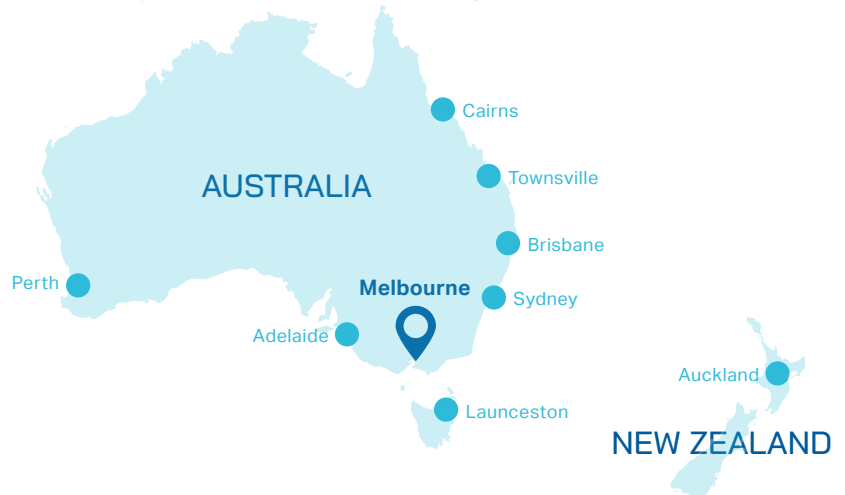 Cairns
AUSTRALIA
Townsville
Brisbane
Perth
Melbourne
Sydney
Adelaide
Auckland
Launceston
NEW ZEALAND